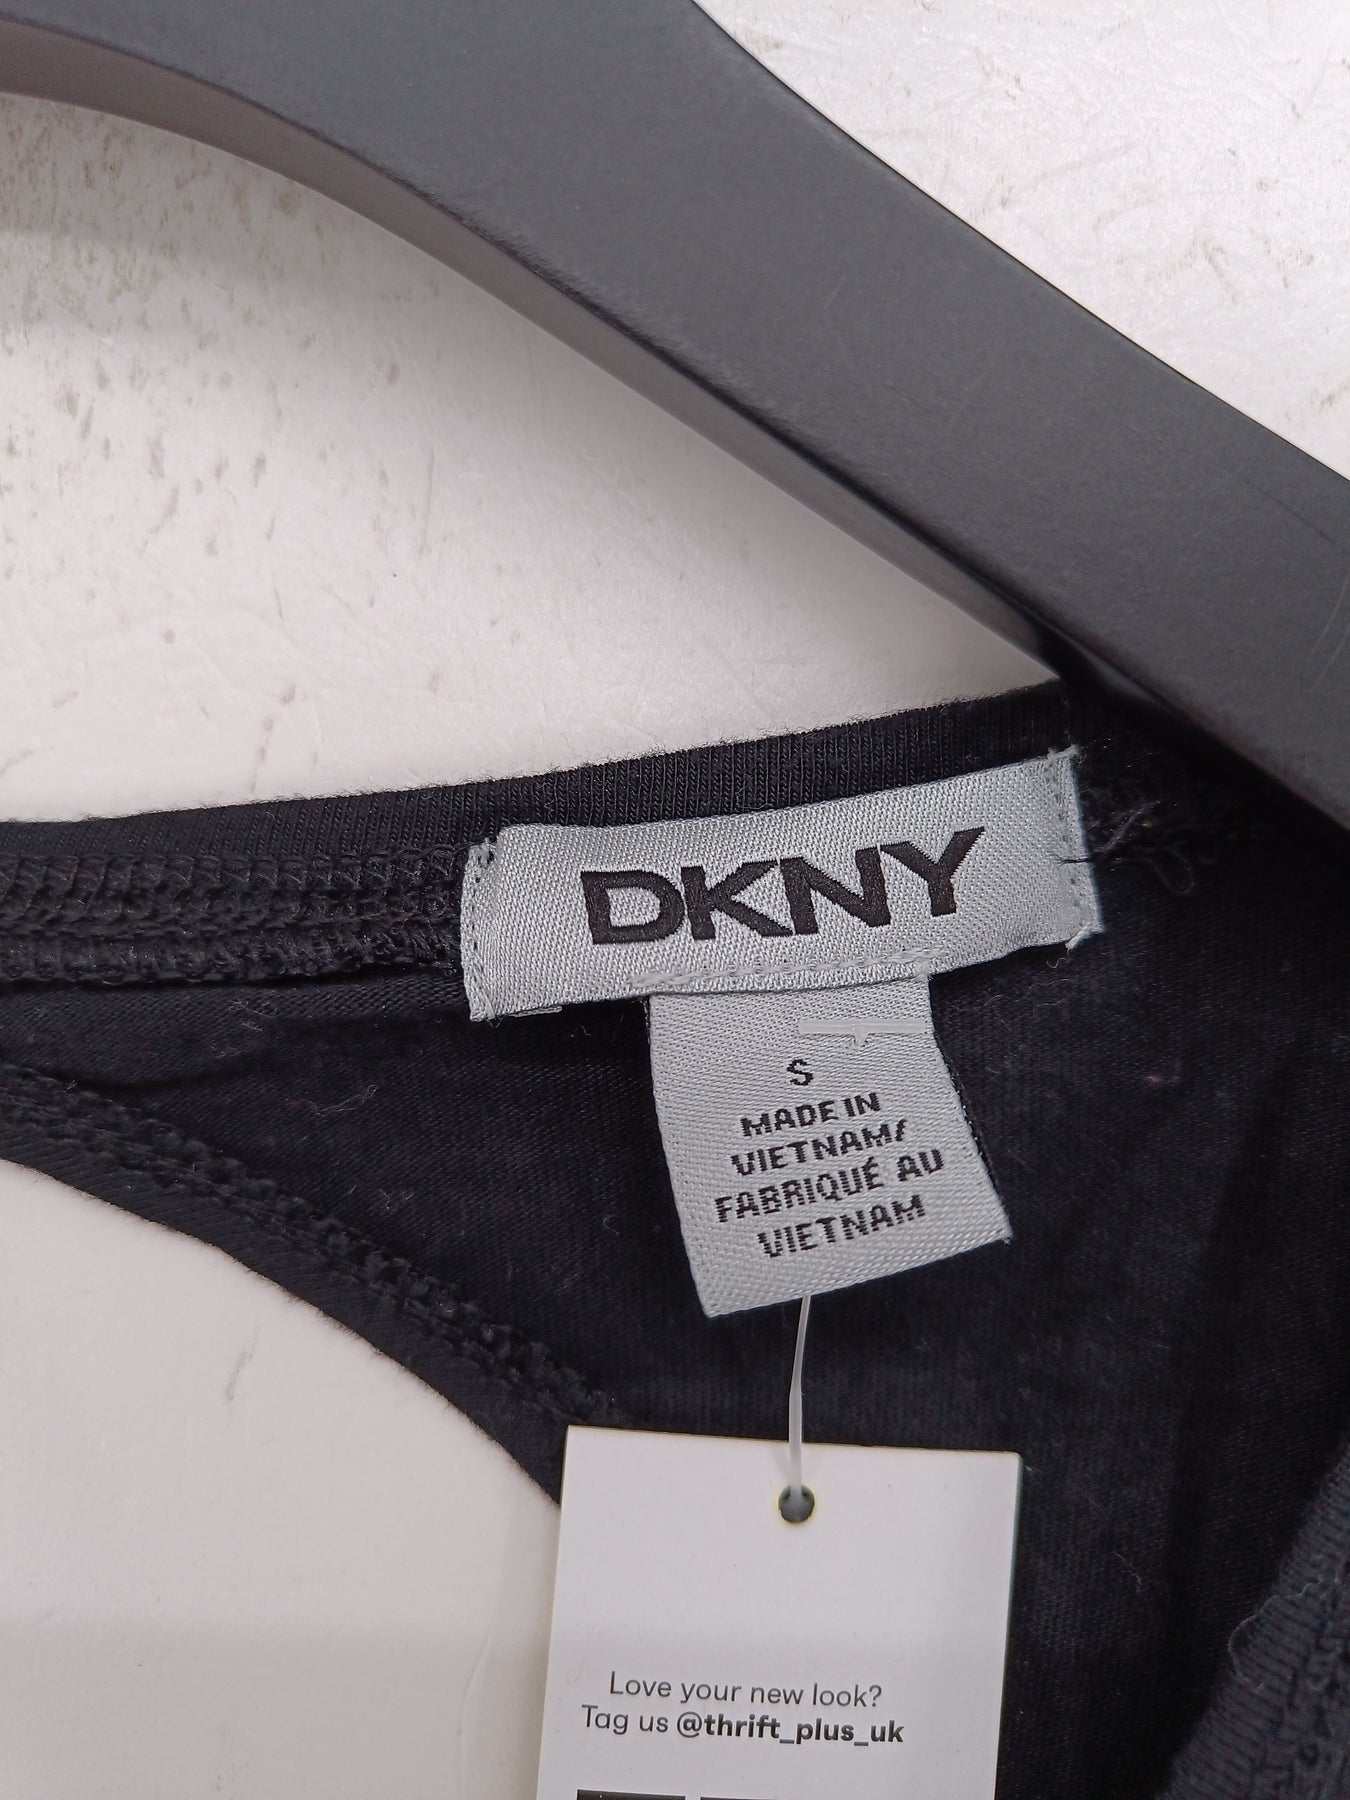 DKNY
S
MADE IN
VIETNAM/
FABRIQUÉ AU
VIETNAM
Love your new look?
Tag us @thrift_plus_uk